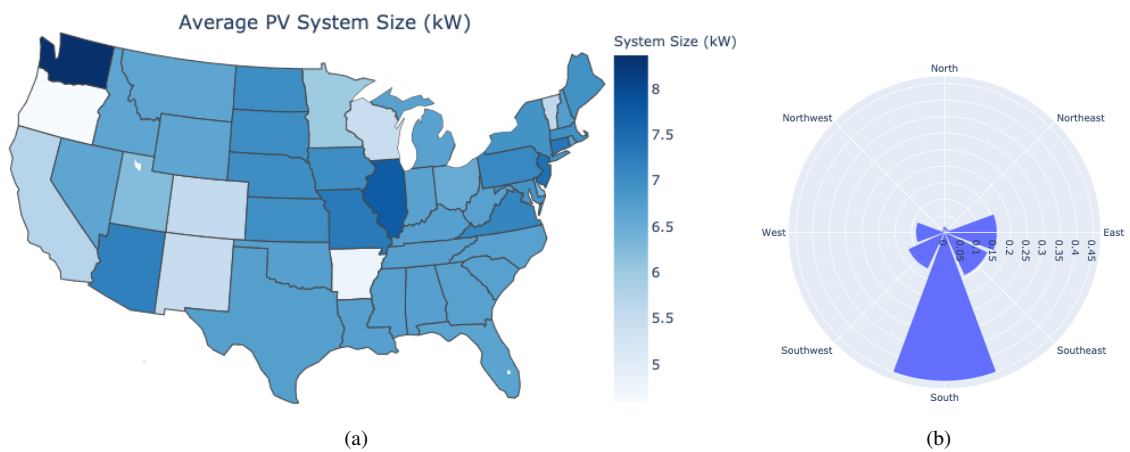 Average PV System Size (kW)
System Size (kW)
8
7.5
7
6.5
6
5.5
5
(a)
North
Northwest
Northeast
West
East
0
0.05
0.1
0.15
0.2
0.25
0.3
0.35
0.4
0.45
Southwest
Southeast
South
(b)